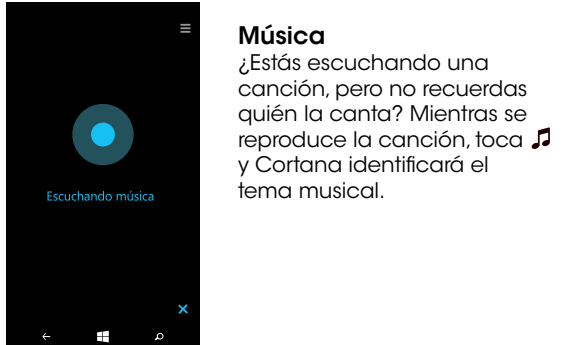 Música
¿Estás escuchando una
canción, pero no recuerdas
quién la canta? Mientras se
reproduce la canción, toca
y Cortana identificará el
tema musical.
Escuchando música